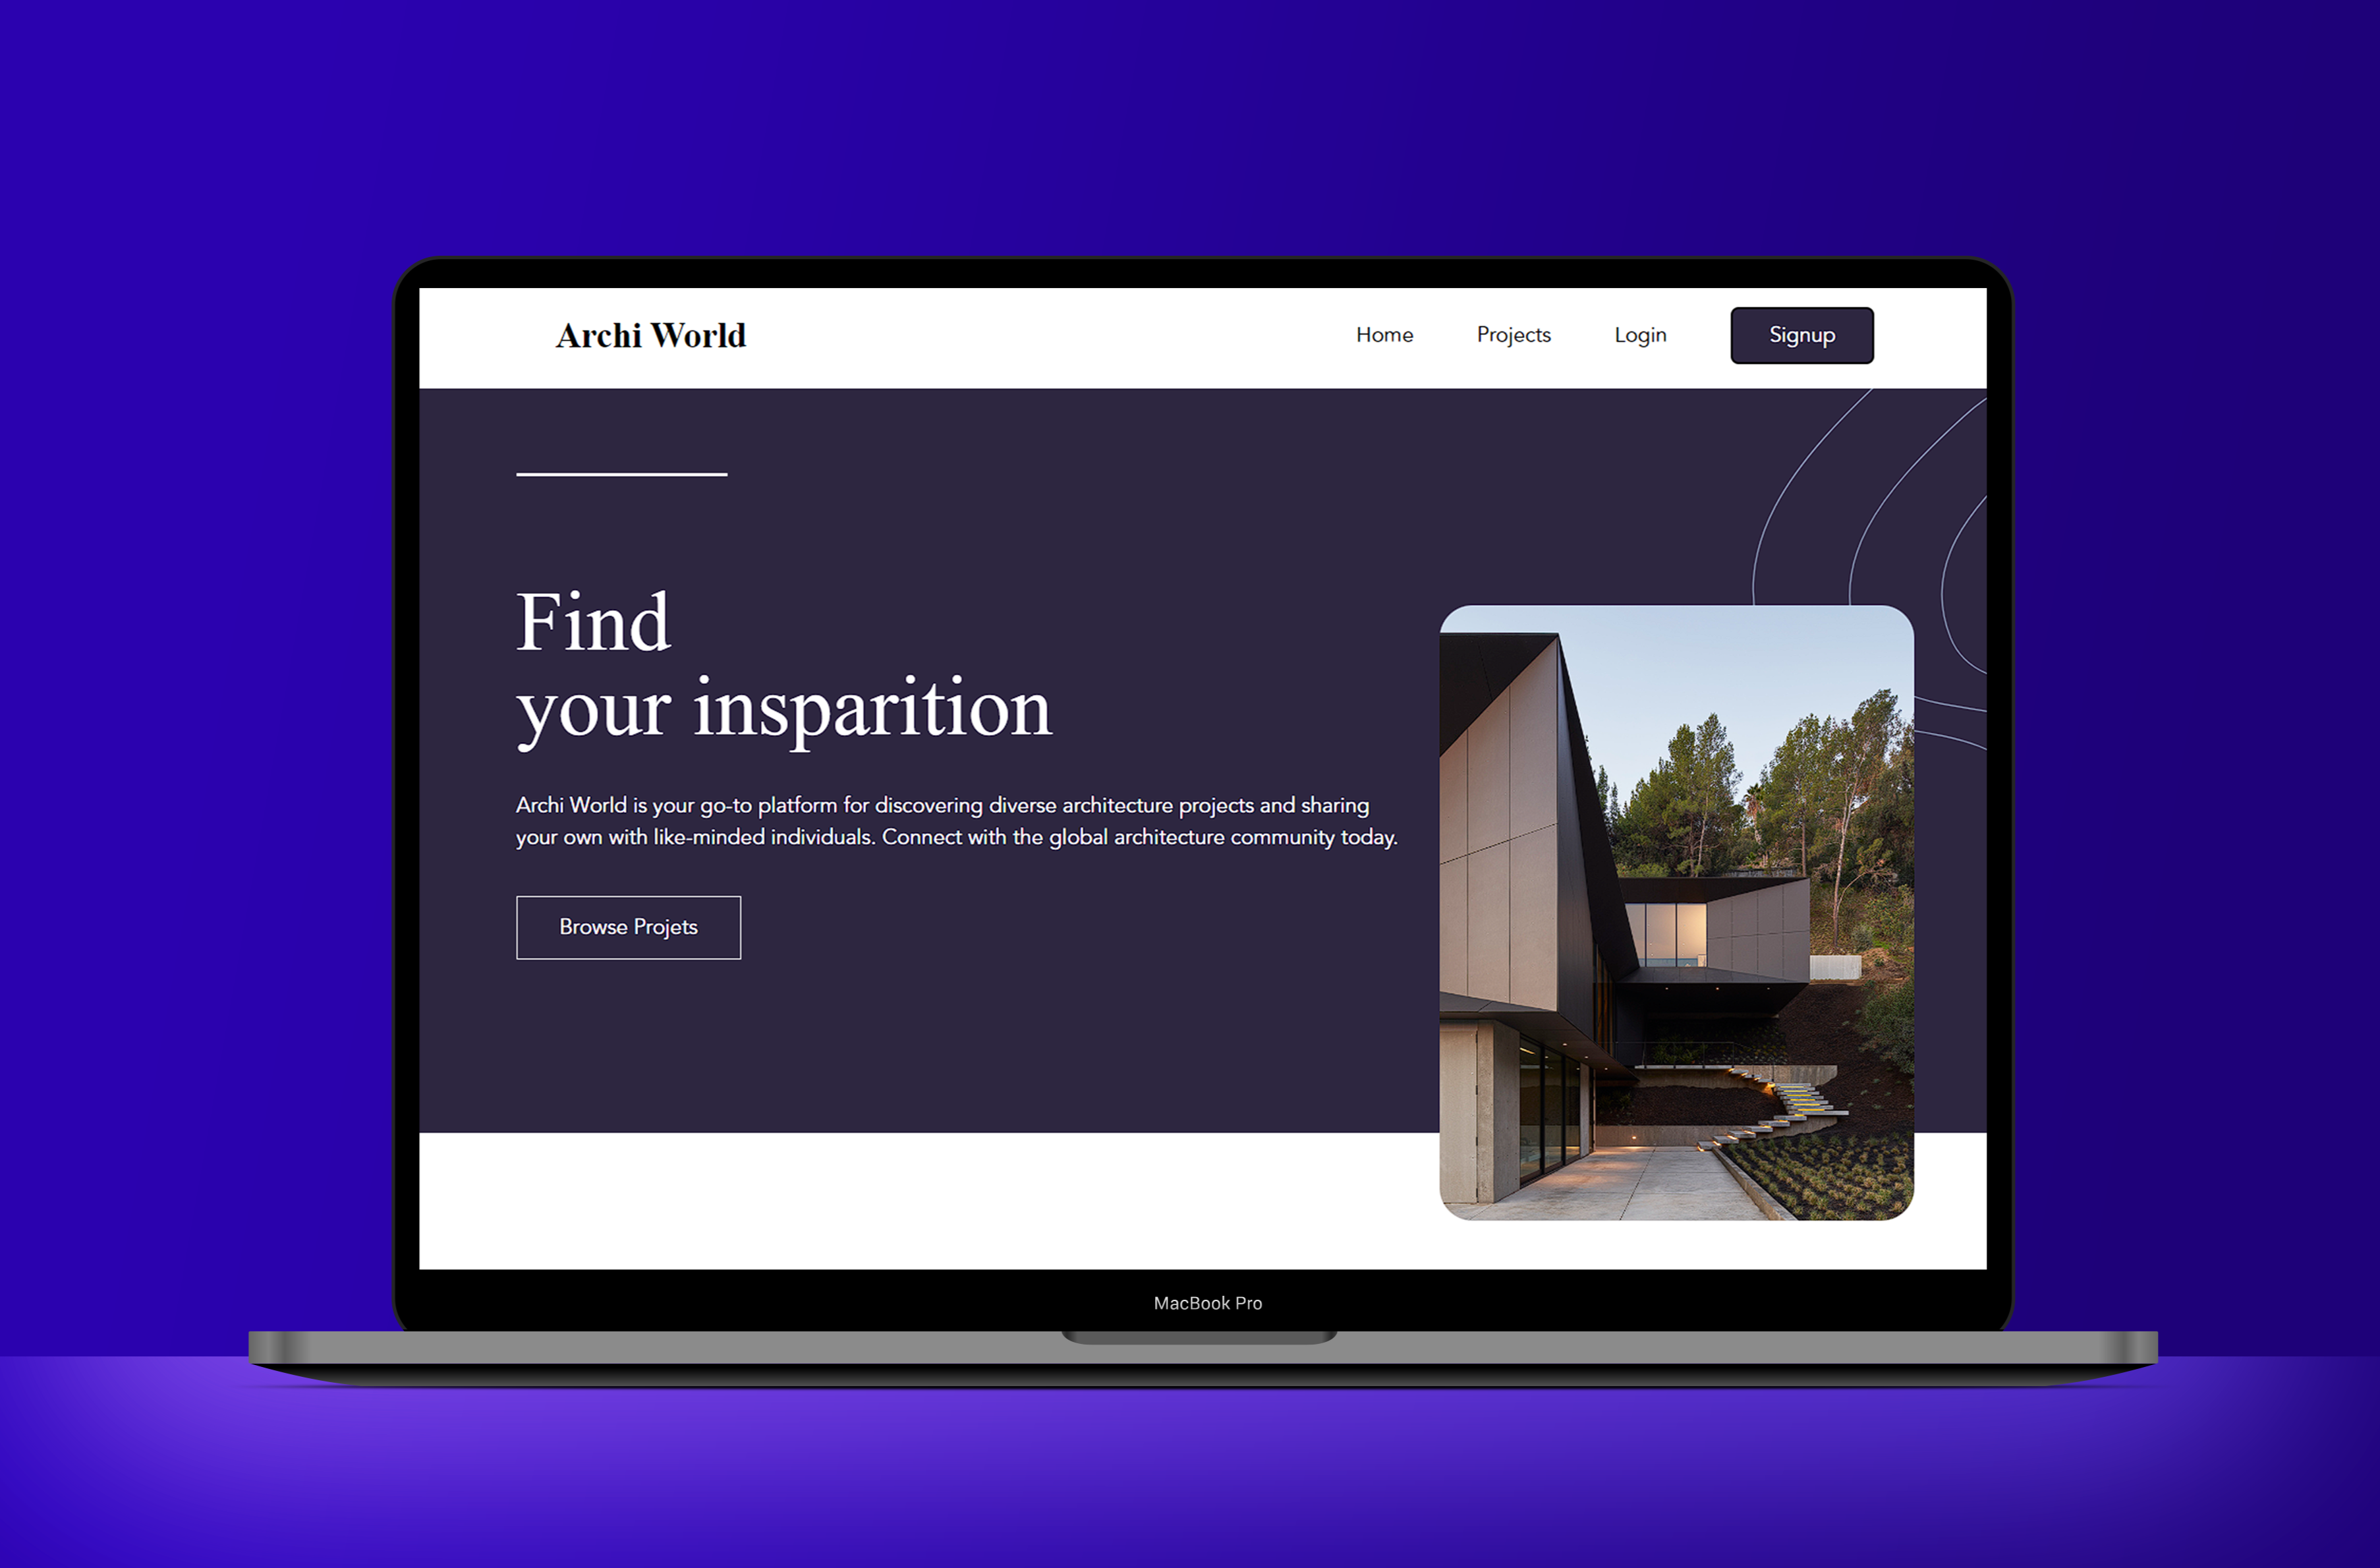 Archi World
Home Projects Login Signup
Find
your insparition
Archi World is your go-to platform for discovering diverse architecture projects and sharing
your own with like-minded individuals. Connect with the global architecture community today.
Browse Projets
MacBook Pro